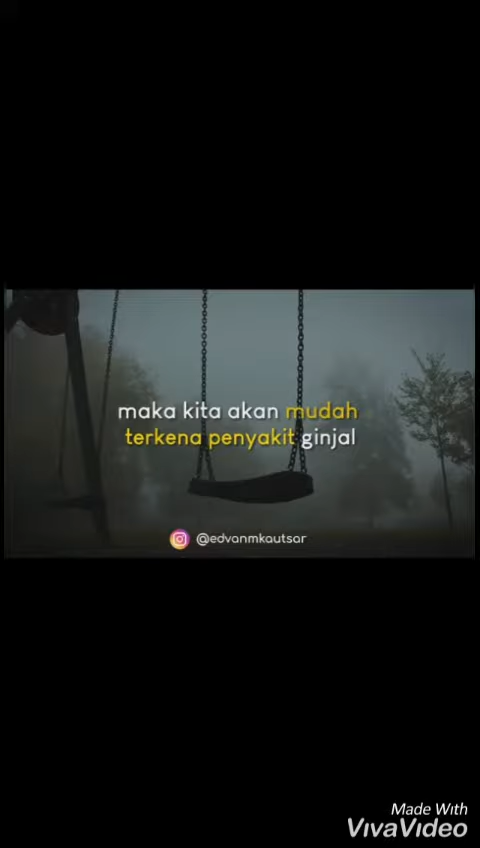 maka kita akan mudah
terkena penyakit ginjal
@edvanmkautsar
Made With
VivaVideo